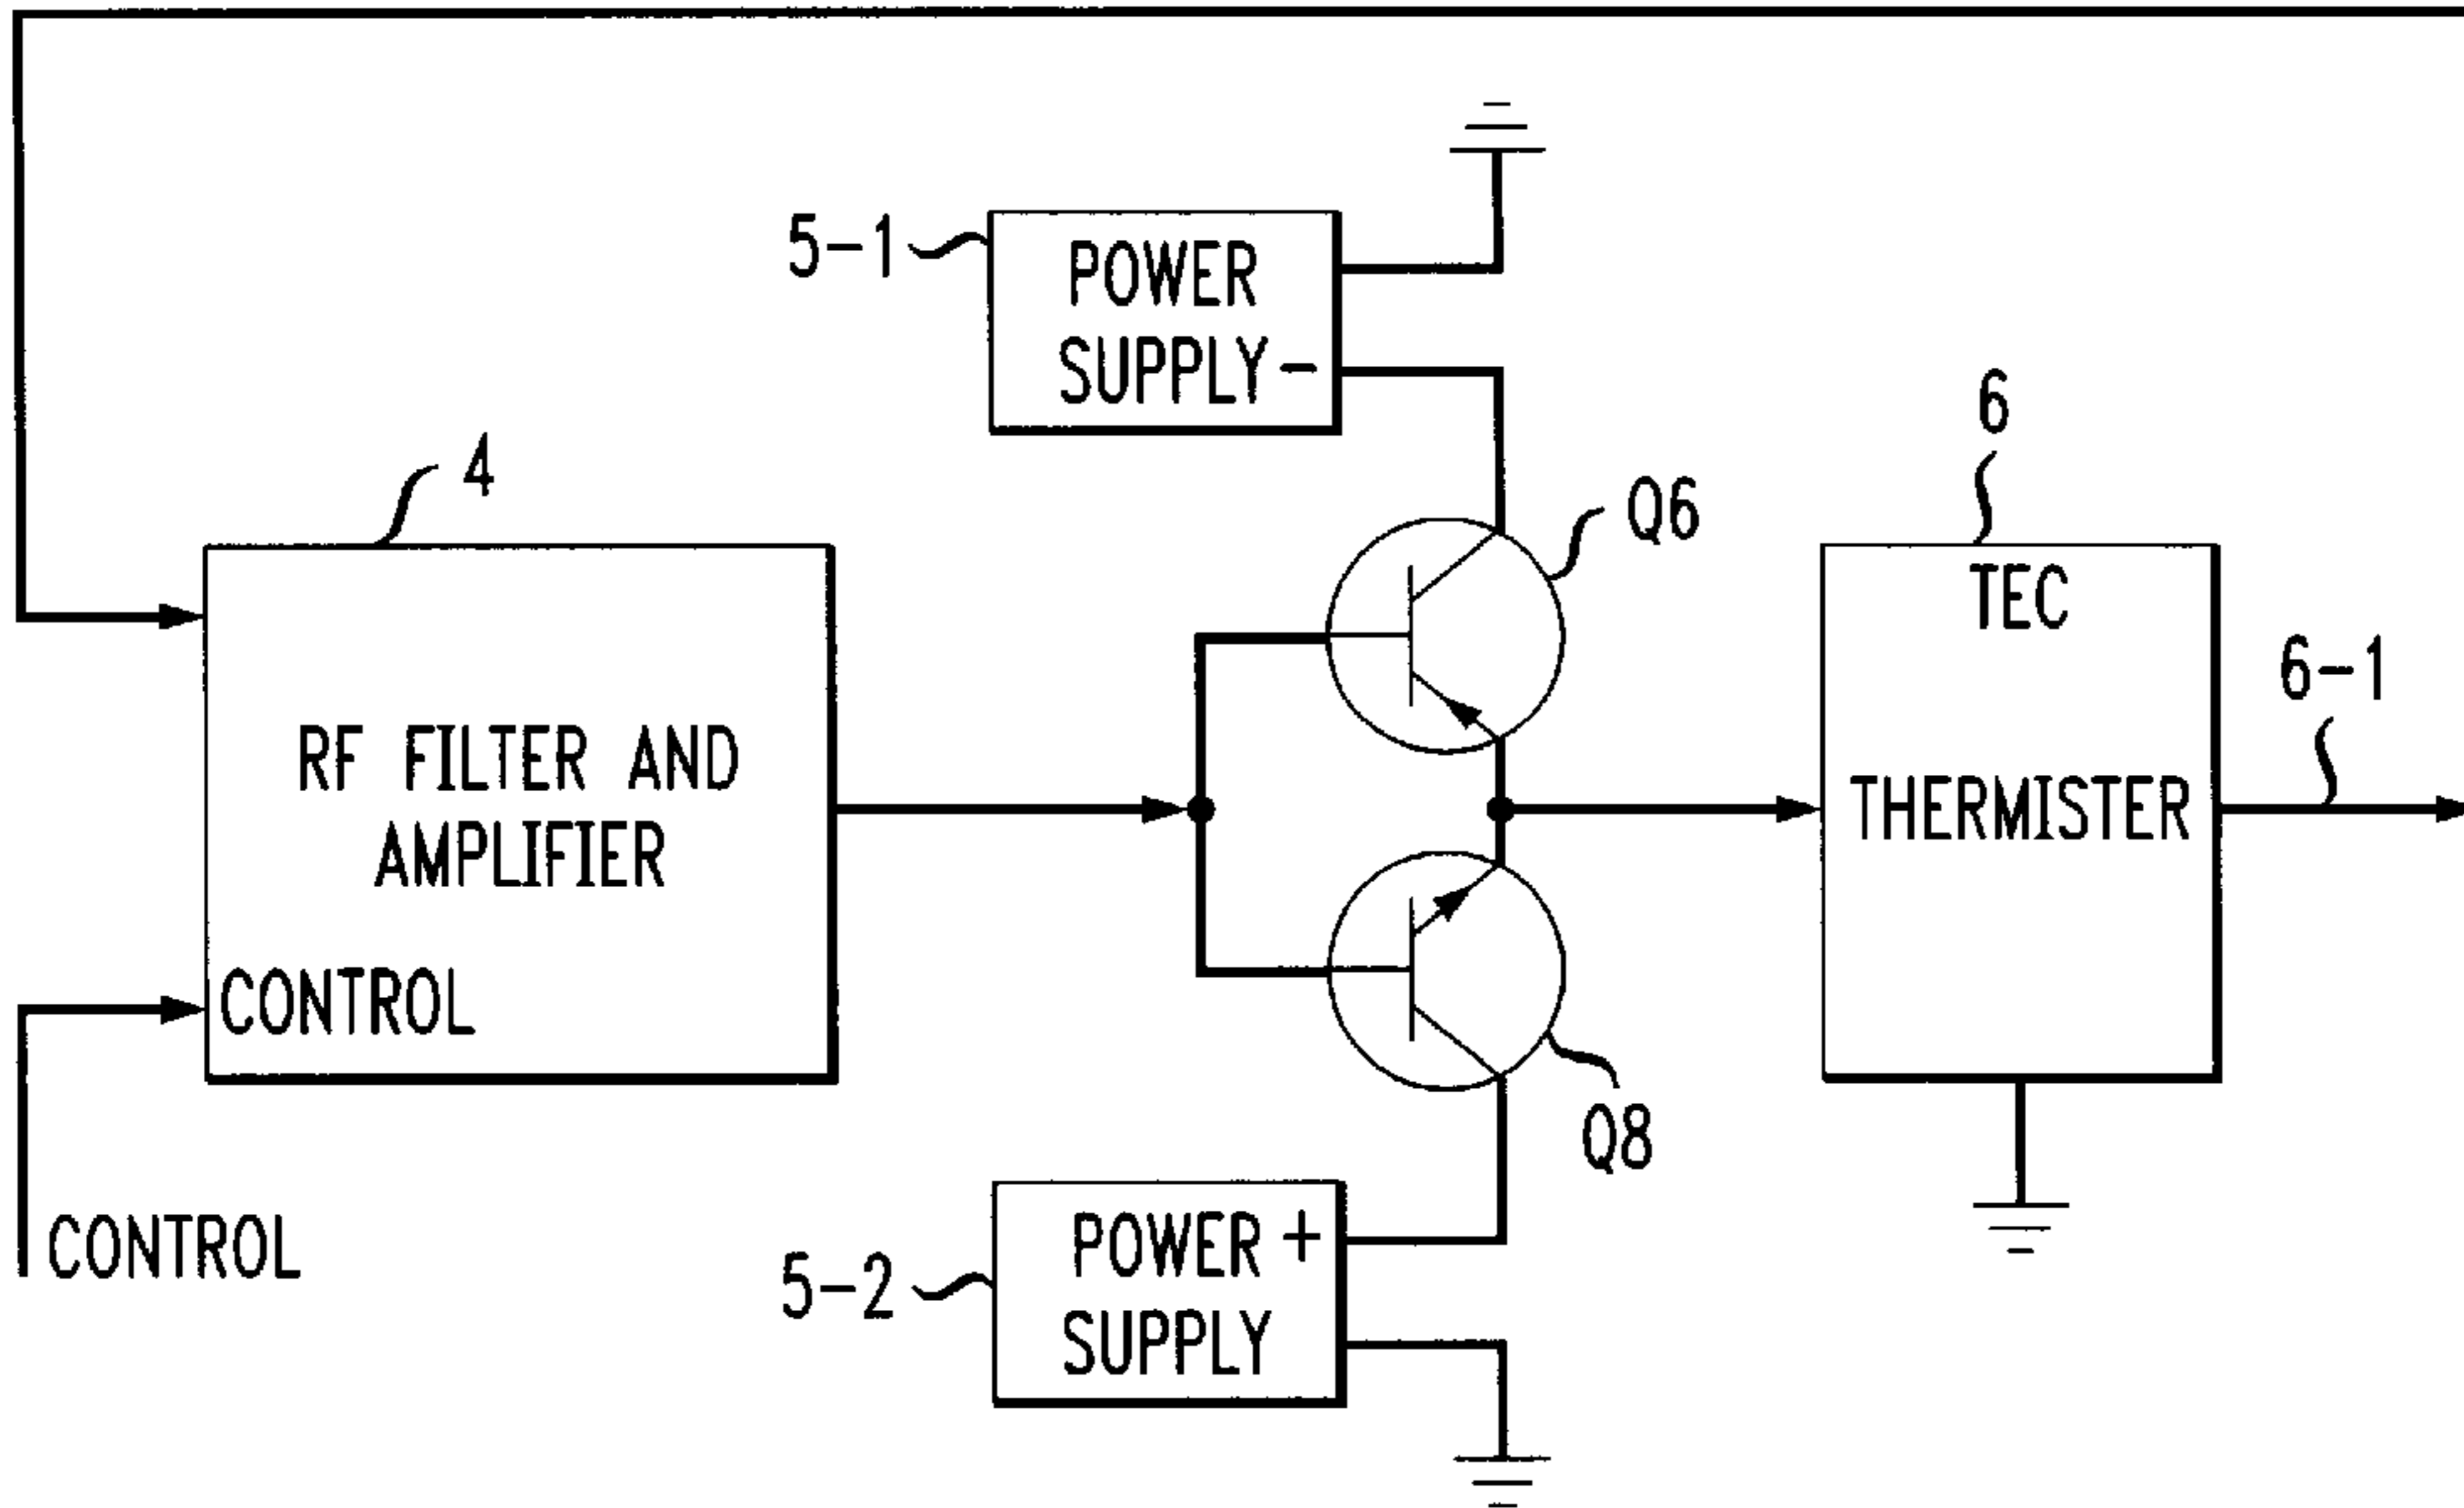 5-1
POWER
SUPPLY -
4
Q6
6
TEC
THERMISTER
6-1
RF FILTER AND
AMPLIFIER
CONTROL
CONTROL
Q8
5-2
POWER +
SUPPLY